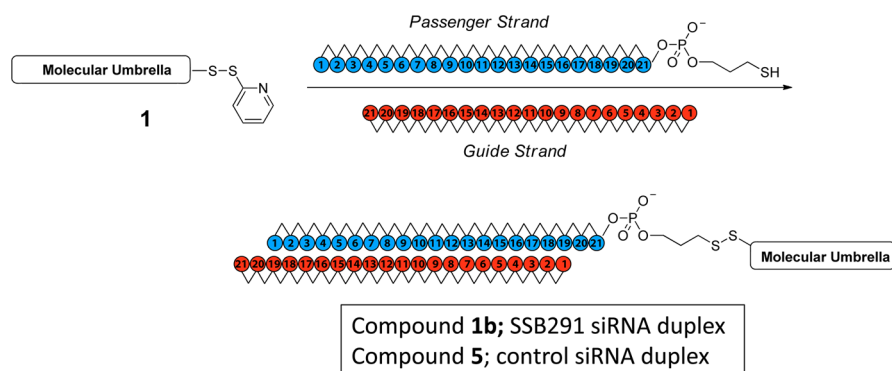 Passenger Strand
O⁻
O P
O O
SH
1 2 3 4 5 6 7 8 9 10 11 12 13 14 15 16 17 18 19 20 21
Molecular Umbrella S S
N
1
21 20 19 18 17 16 15 14 13 12 11 10 9 8 7 6 5 4 3 2 1
Guide Strand
O⁻
O P
O O
S S
1 2 3 4 5 6 7 8 9 10 11 12 13 14 15 16 17 18 19 20 21
Molecular Umbrella
21 20 19 18 17 16 15 14 13 12 11 10 9 8 7 6 5 4 3 2 1
Compound 1b; SSB291 siRNA duplex
Compound 5; control siRNA duplex